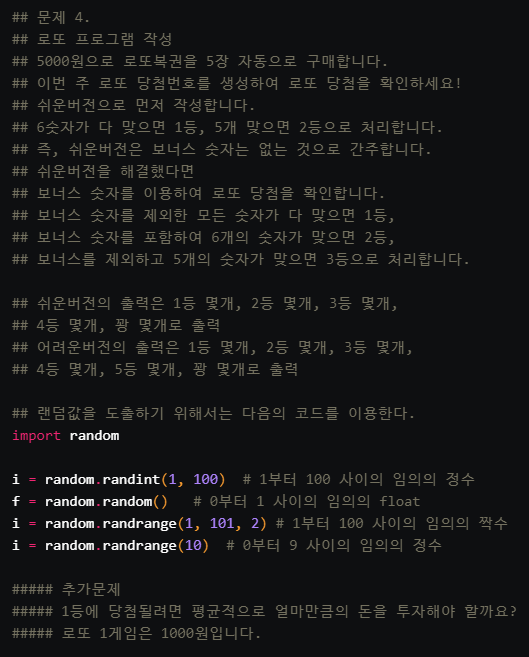 ## 문제 4.
## 로또 프로그램 작성
## 5000원으로 로또복권을 5장 자동으로 구매합니다.
## 이번 주 로또 당첨번호를 생성하여 로또 당첨을 확인하세요!
## 쉬운버전으로 먼저 작성합니다.
## 6숫자가 다 맞으면 1등, 5개 맞으면 2등으로 처리합니다.
## 즉, 쉬운버전은 보너스 숫자는 없는 것으로 간주합니다.
## 쉬운버전을 해결했다면
## 보너스 숫자를 이용하여 로또 당첨을 확인합니다.
## 보너스 숫자를 제외한 모든 숫자가 다 맞으면 1등,
## 보너스 숫자를 포함하여 6개의 숫자가 맞으면 2등,
## 보너스를 제외하고 5개의 숫자가 맞으면 3등으로 처리합니다.
## 쉬운버전의 출력은 1등 몇개, 2등 몇개, 3등 몇개,
## 4등 몇개, 꽝 몇개로 출력
## 어려운버전의 출력은 1등 몇개, 2등 몇개, 3등 몇개,
## 4등 몇개, 5등 몇개, 꽝 몇개로 출력
## 랜덤값을 도출하기 위해서는 다음의 코드를 이용한다.
import random
i = random.randint(1, 100)  # 1부터 100 사이의 임의의 정수
f = random.random()   # 0부터 1 사이의 임의의 float
i = random.randrange(1, 101, 2) # 1부터 100 사이의 임의의 짝수
i = random.randrange(10)  # 0부터 9 사이의 임의의 정수
##### 추가문제
##### 1등에 당첨될려면 평균적으로 얼마만큼의 돈을 투자해야 할까요?
##### 로또 1게임은 1000원입니다.